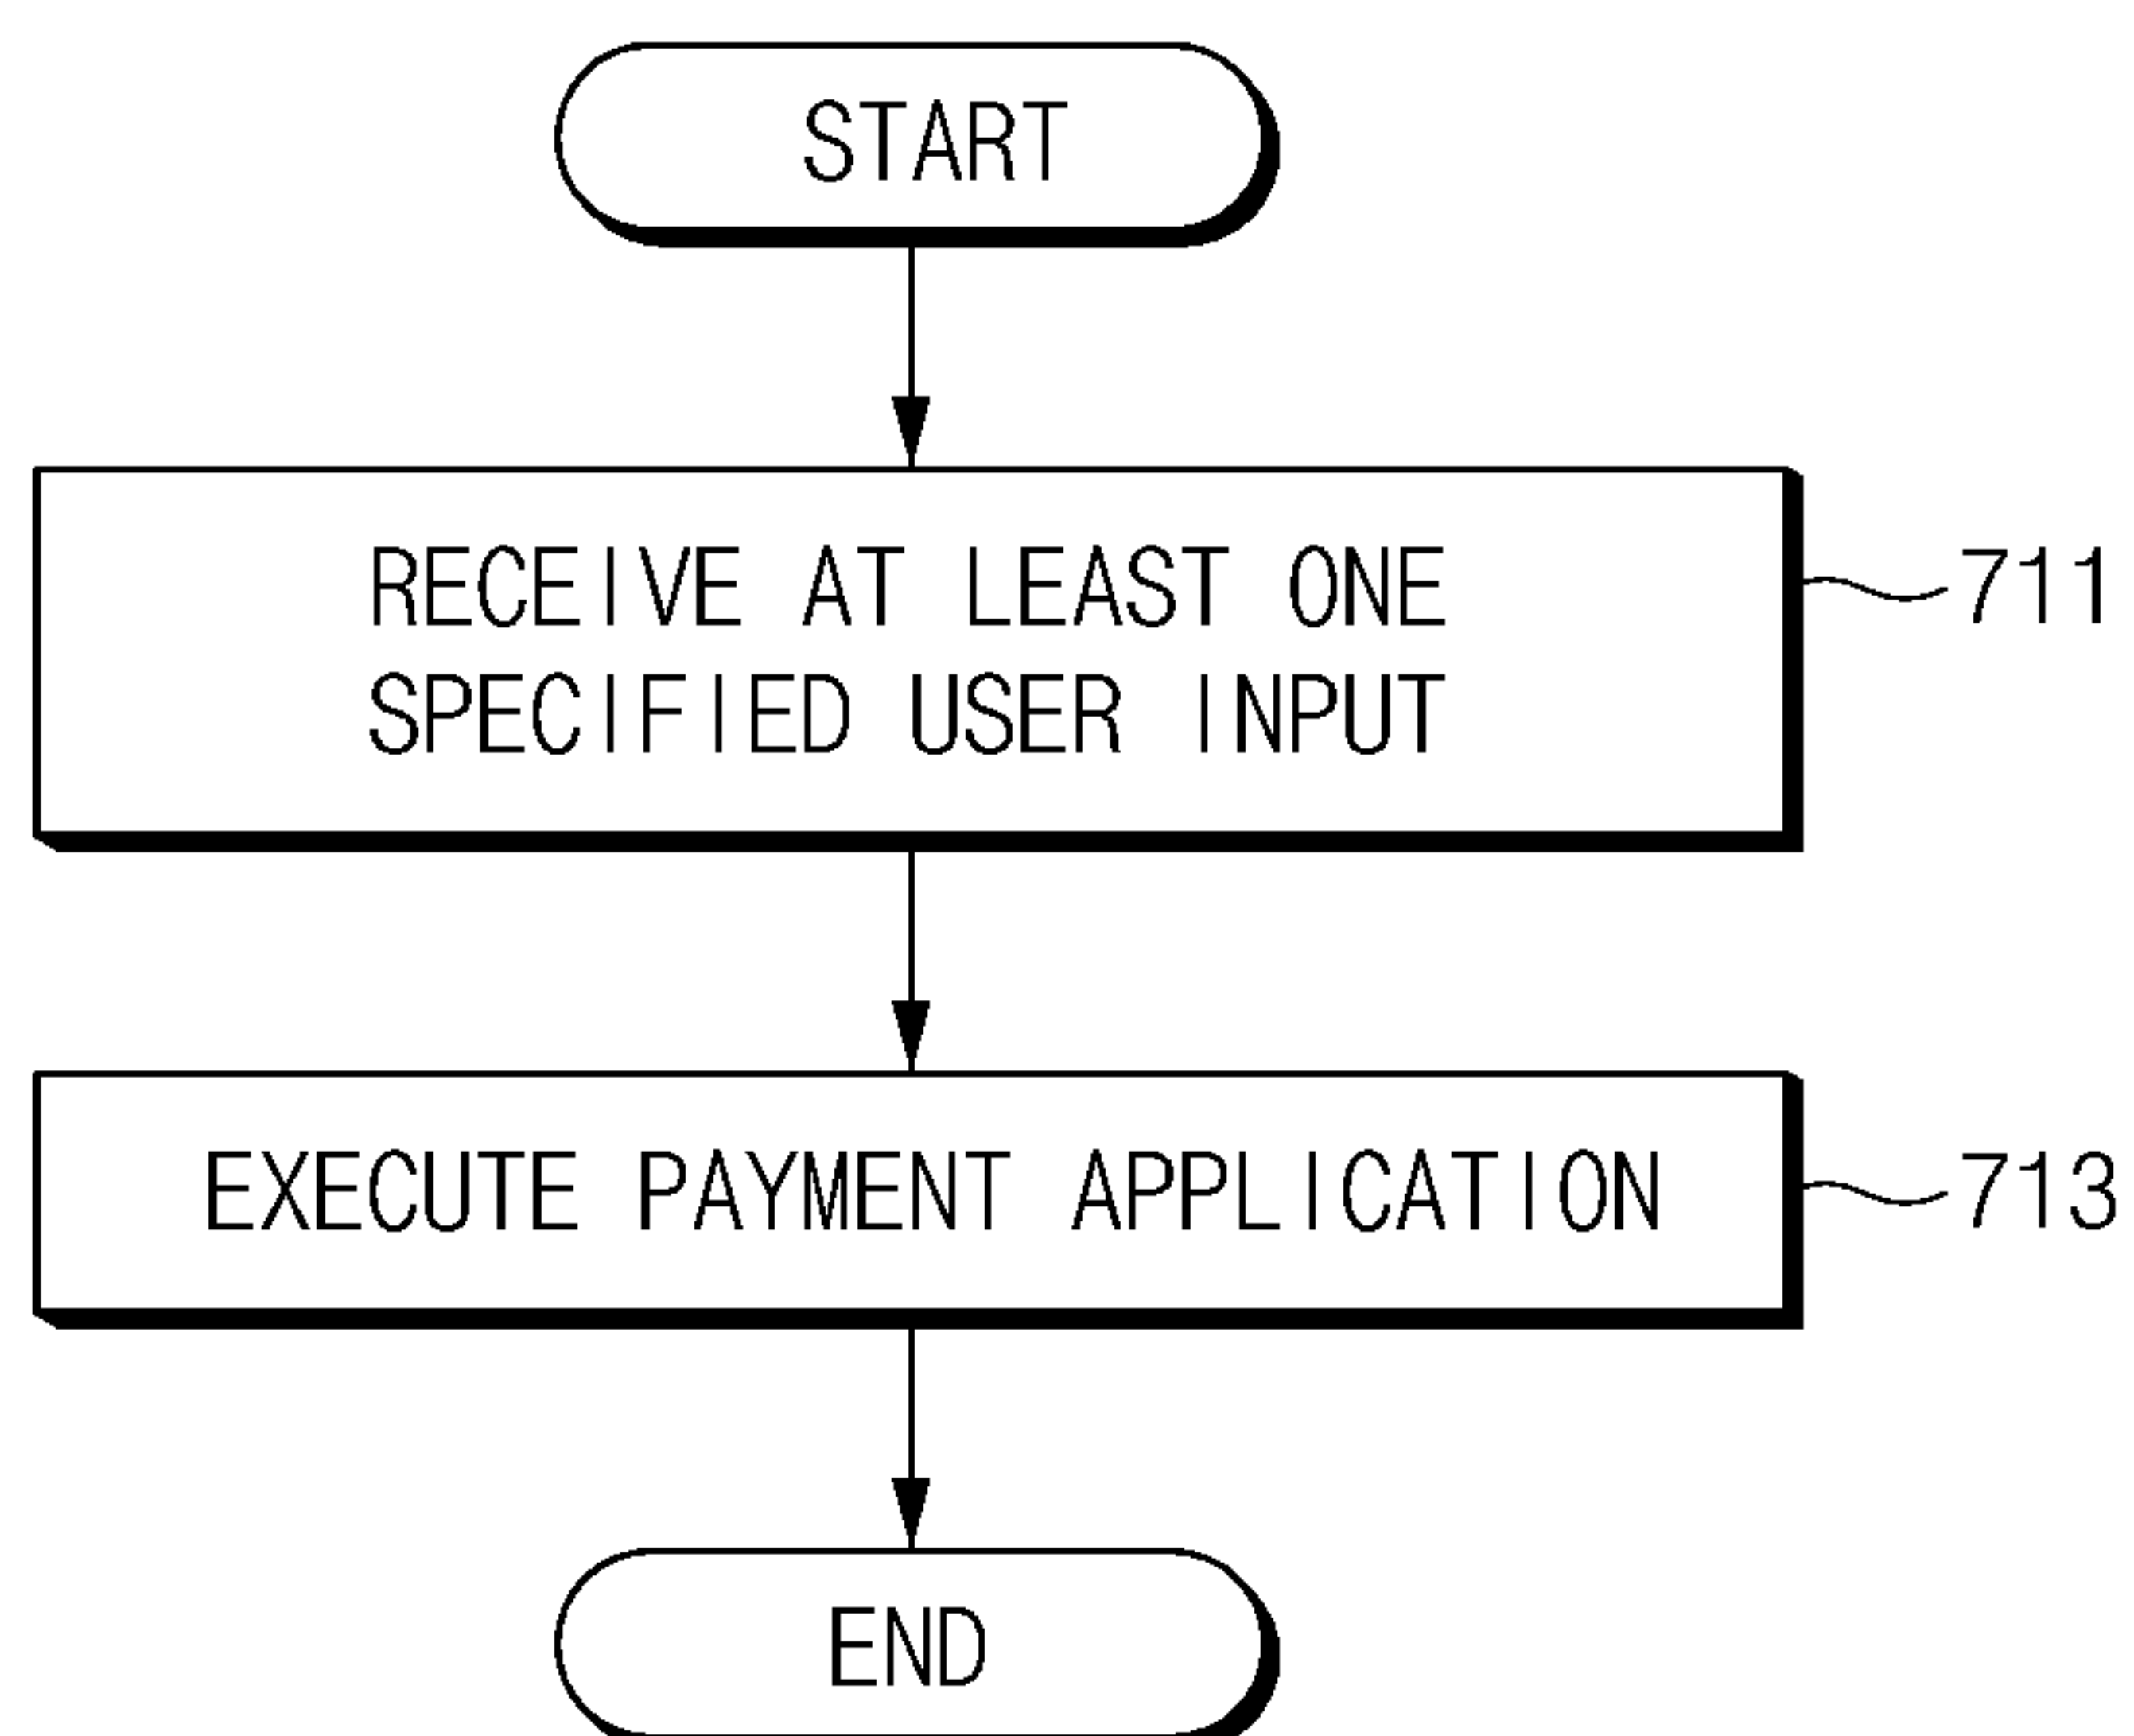 START
RECEIVE AT LEAST ONE
SPECIFIED USER INPUT
711
EXECUTE PAYMENT APPLICATION
713
END